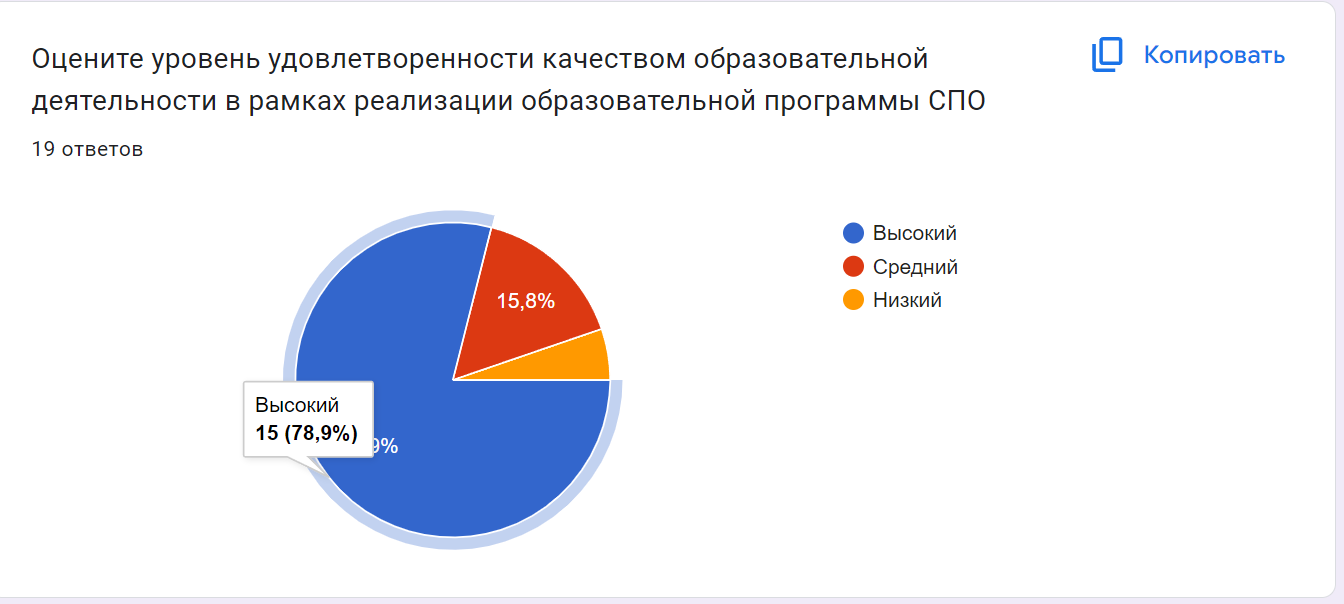 Оцените уровень удовлетворенности качеством образовательной
деятельности в рамках реализации образовательной программы СПО
Копировать
19 ответов
Высокий
Средний
Низкий
15,8%
Высокий
15 (78,9%)
9%